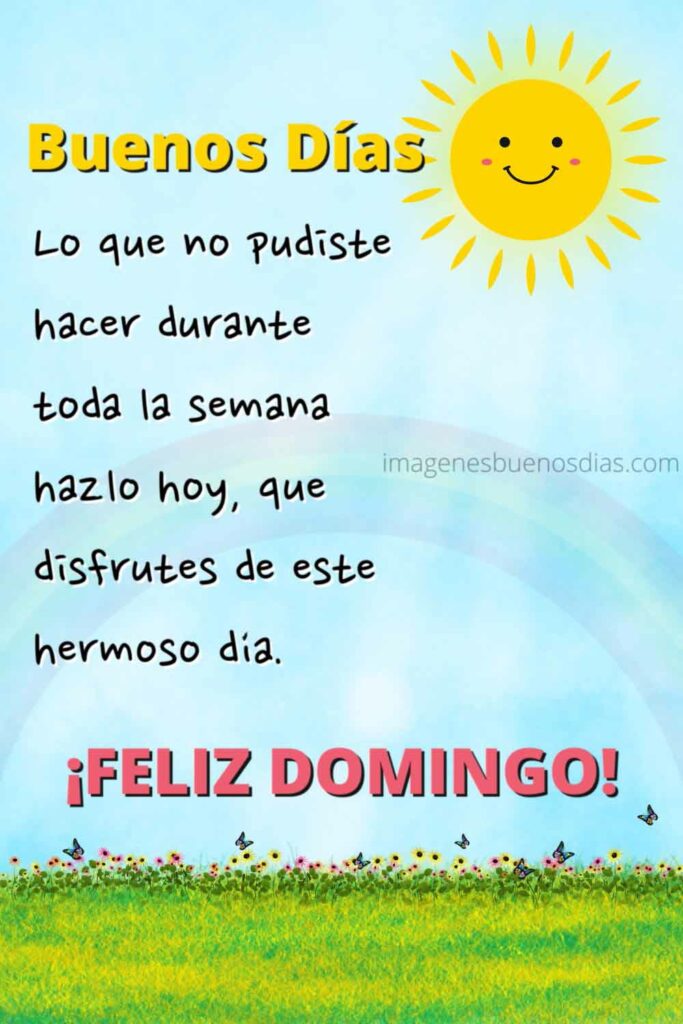 Buenos Días
Lo que no pudiste
hacer durante
toda la semana
imagenesbuenosdias.com
hazlo hoy, que
disfrutes de este
hermoso día.
¡FELIZ DOMINGO!